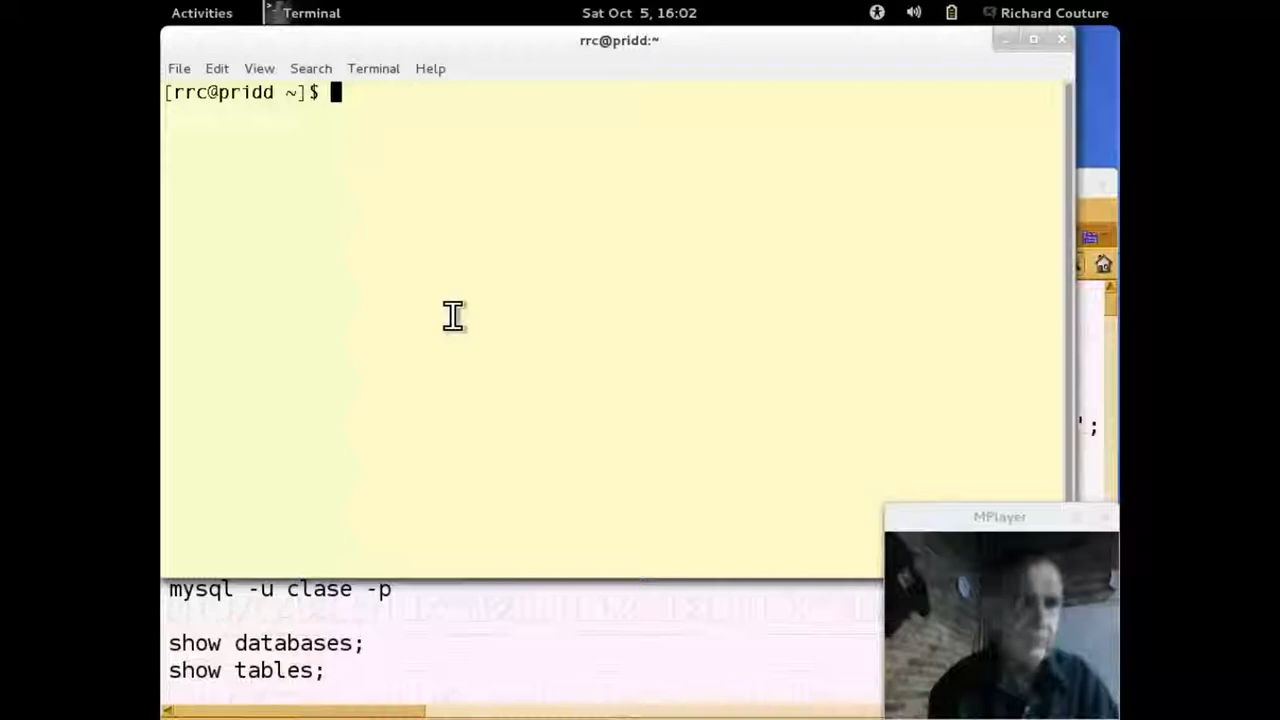 Activities Terminal Sat Oct 5, 16:02 Richard Couture
rrc@pridd:~
File Edit View Search Terminal Help
[rrc@pridd ~]$
';
MPlayer
mysql -u clase -p
show databases;
show tables;